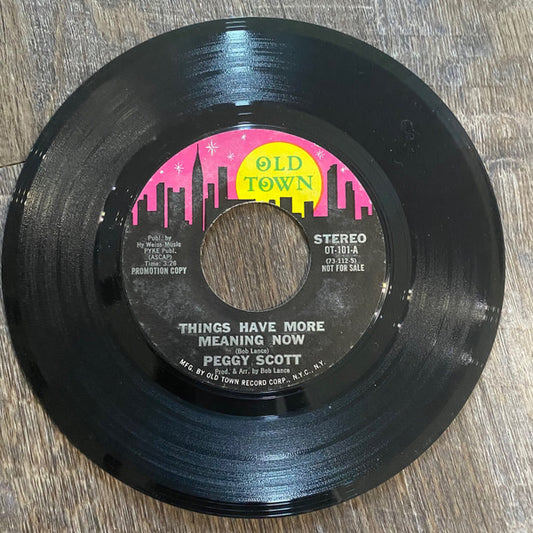 OLD
TOWN
Publ. by
Hy Weiss Music
PYKE Publ.
(ASCAP)
Time: 3:26
PROMOTION COPY
STEREO
OT-101-A
(73-112-S)
NOT FOR SALE
THINGS HAVE MORE
MEANING NOW
(Bob Lance)
PEGGY SCOTT
Prod. & Arr. by Bob Lance
MFG. BY OLD TOWN RECORD CORP., N.Y.C., N.Y.